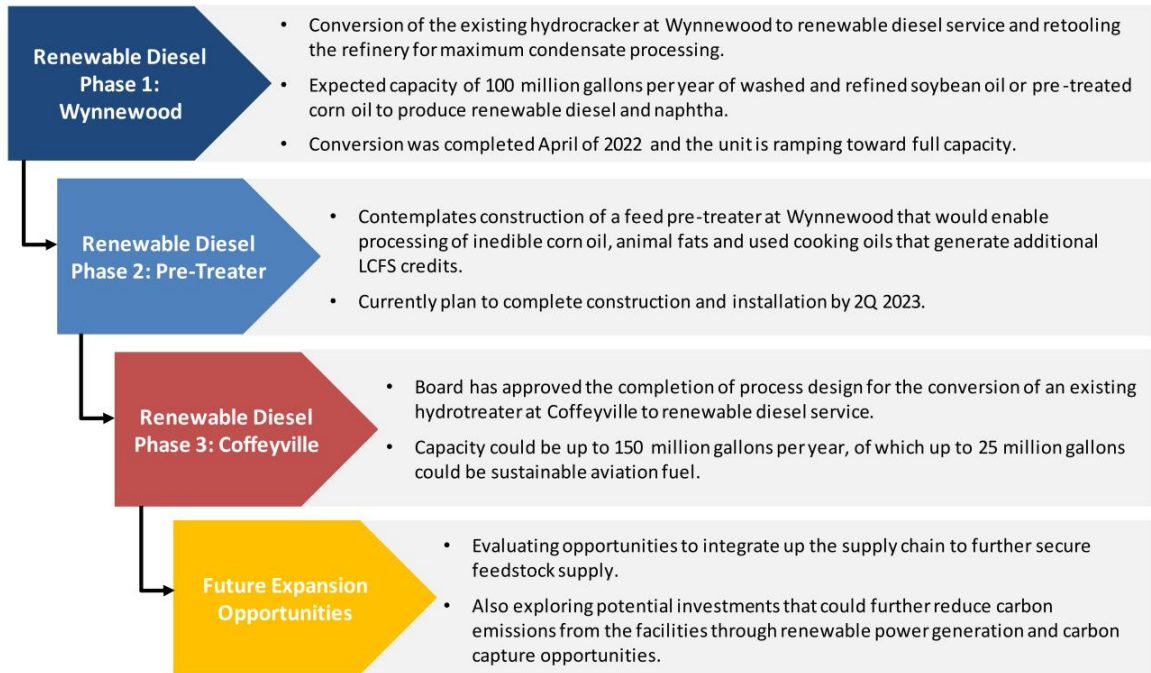 Renewable Diesel
Phase 1:
Wynnewood
• Conversion of the existing hydrocracker at Wynnewood to renewable diesel service and retooling
the refinery for maximum condensate processing.
• Expected capacity of 100 million gallons per year of washed and refined soybean oil or pre-treated
corn oil to produce renewable diesel and naphtha.
• Conversion was completed April of 2022 and the unit is ramping toward full capacity.
Renewable Diesel
Phase 2: Pre-Treater
• Contemplates construction of a feed pre-treater at Wynnewood that would enable
processing of inedible corn oil, animal fats and used cooking oils that generate additional
LCFS credits.
• Currently plan to complete construction and installation by 2Q 2023.
Renewable Diesel
Phase 3: Coffeyville
• Board has approved the completion of process design for the conversion of an existing
hydrotreater at Coffeyville to renewable diesel service.
• Capacity could be up to 150 million gallons per year, of which up to 25 million gallons
could be sustainable aviation fuel.
Future Expansion
Opportunities
• Evaluating opportunities to integrate up the supply chain to further secure
feedstock supply.
• Also exploring potential investments that could further reduce carbon
emissions from the facilities through renewable power generation and carbon
capture opportunities.